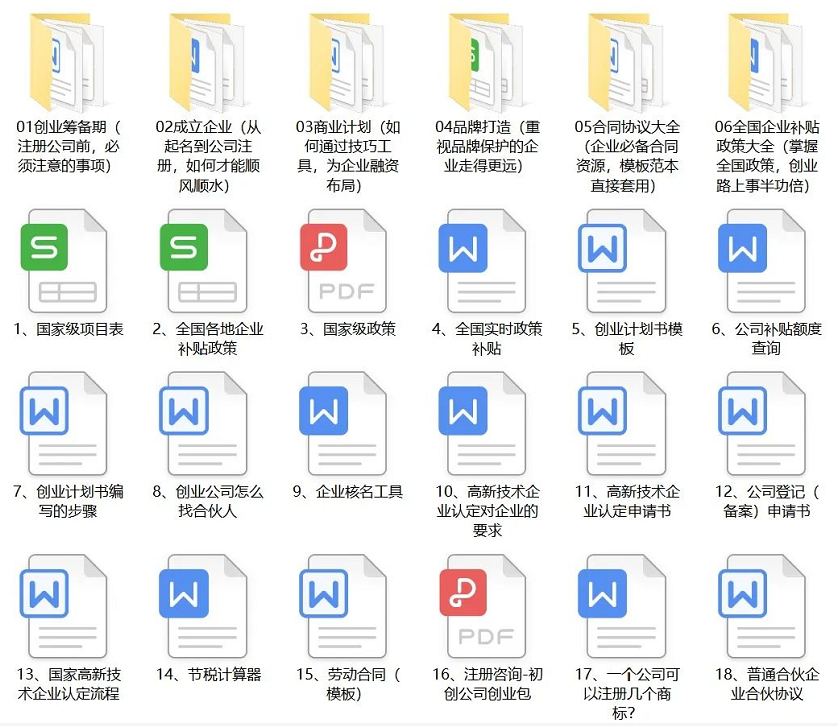 01创业筹备期（
注册公司前，必
须注意的事项）
02成立企业（从
起名到公司注
册，如何才能顺
风顺水）
03商业计划（如
何通过技巧工
具，为企业融资
布局）
04品牌打造（重
视品牌保护的企
业走得更远）
05合同协议大全
（企业必备合同
资源，模板范本
直接套用）
06全国企业补贴
政策大全（掌握
全国政策，创业
路上事半功倍）
1、国家级项目表
2、全国各地企业
补贴政策
PDF
3、国家级政策
4、全国实时政策
补贴
5、创业计划书模
板
6、公司补贴额度
查询
7、创业计划书编
写的步骤
8、创业公司怎么
找合伙人
9、企业核名工具
10、高新技术企
业认定对企业的
要求
11、高新技术企
业认定申请书
12、公司登记（
备案）申请书
13、国家高新技
术企业认定流程
14、节税计算器
15、劳动合同（
模板）
PDF
16、注册咨询-初
创公司创业包
17、一个公司可
以注册几个商
标？
18、普通合伙企
业合伙协议